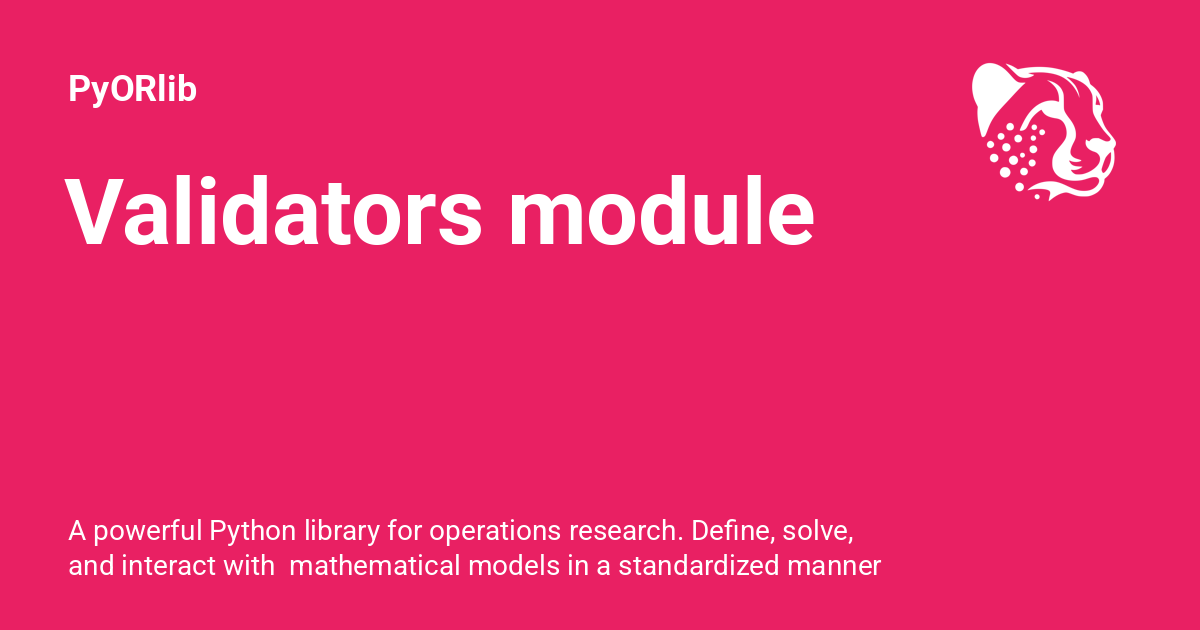 PyORlib
Validators module
A powerful Python library for operations research. Define, solve,
and interact with  mathematical models in a standardized manner